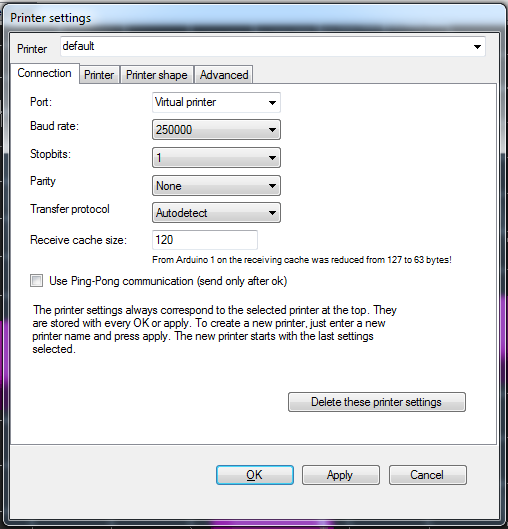 Printer settings
Printer default
Connection Printer Printer shape Advanced
Port: Virtual printer
Baud rate: 250000
Stopbits: 1
Parity None
Transfer protocol Autodetect
Receive cache size: 120
From Arduino 1 on the receiving cache was reduced from 127 to 63 bytes!
Use Ping-Pong communication (send only after ok)
The printer settings always correspond to the selected printer at the top. They
are stored with every OK or apply. To create a new printer, just enter a new
printer name and press apply. The new printer starts with the last settings
selected.
Delete these printer settings
OK Apply Cancel